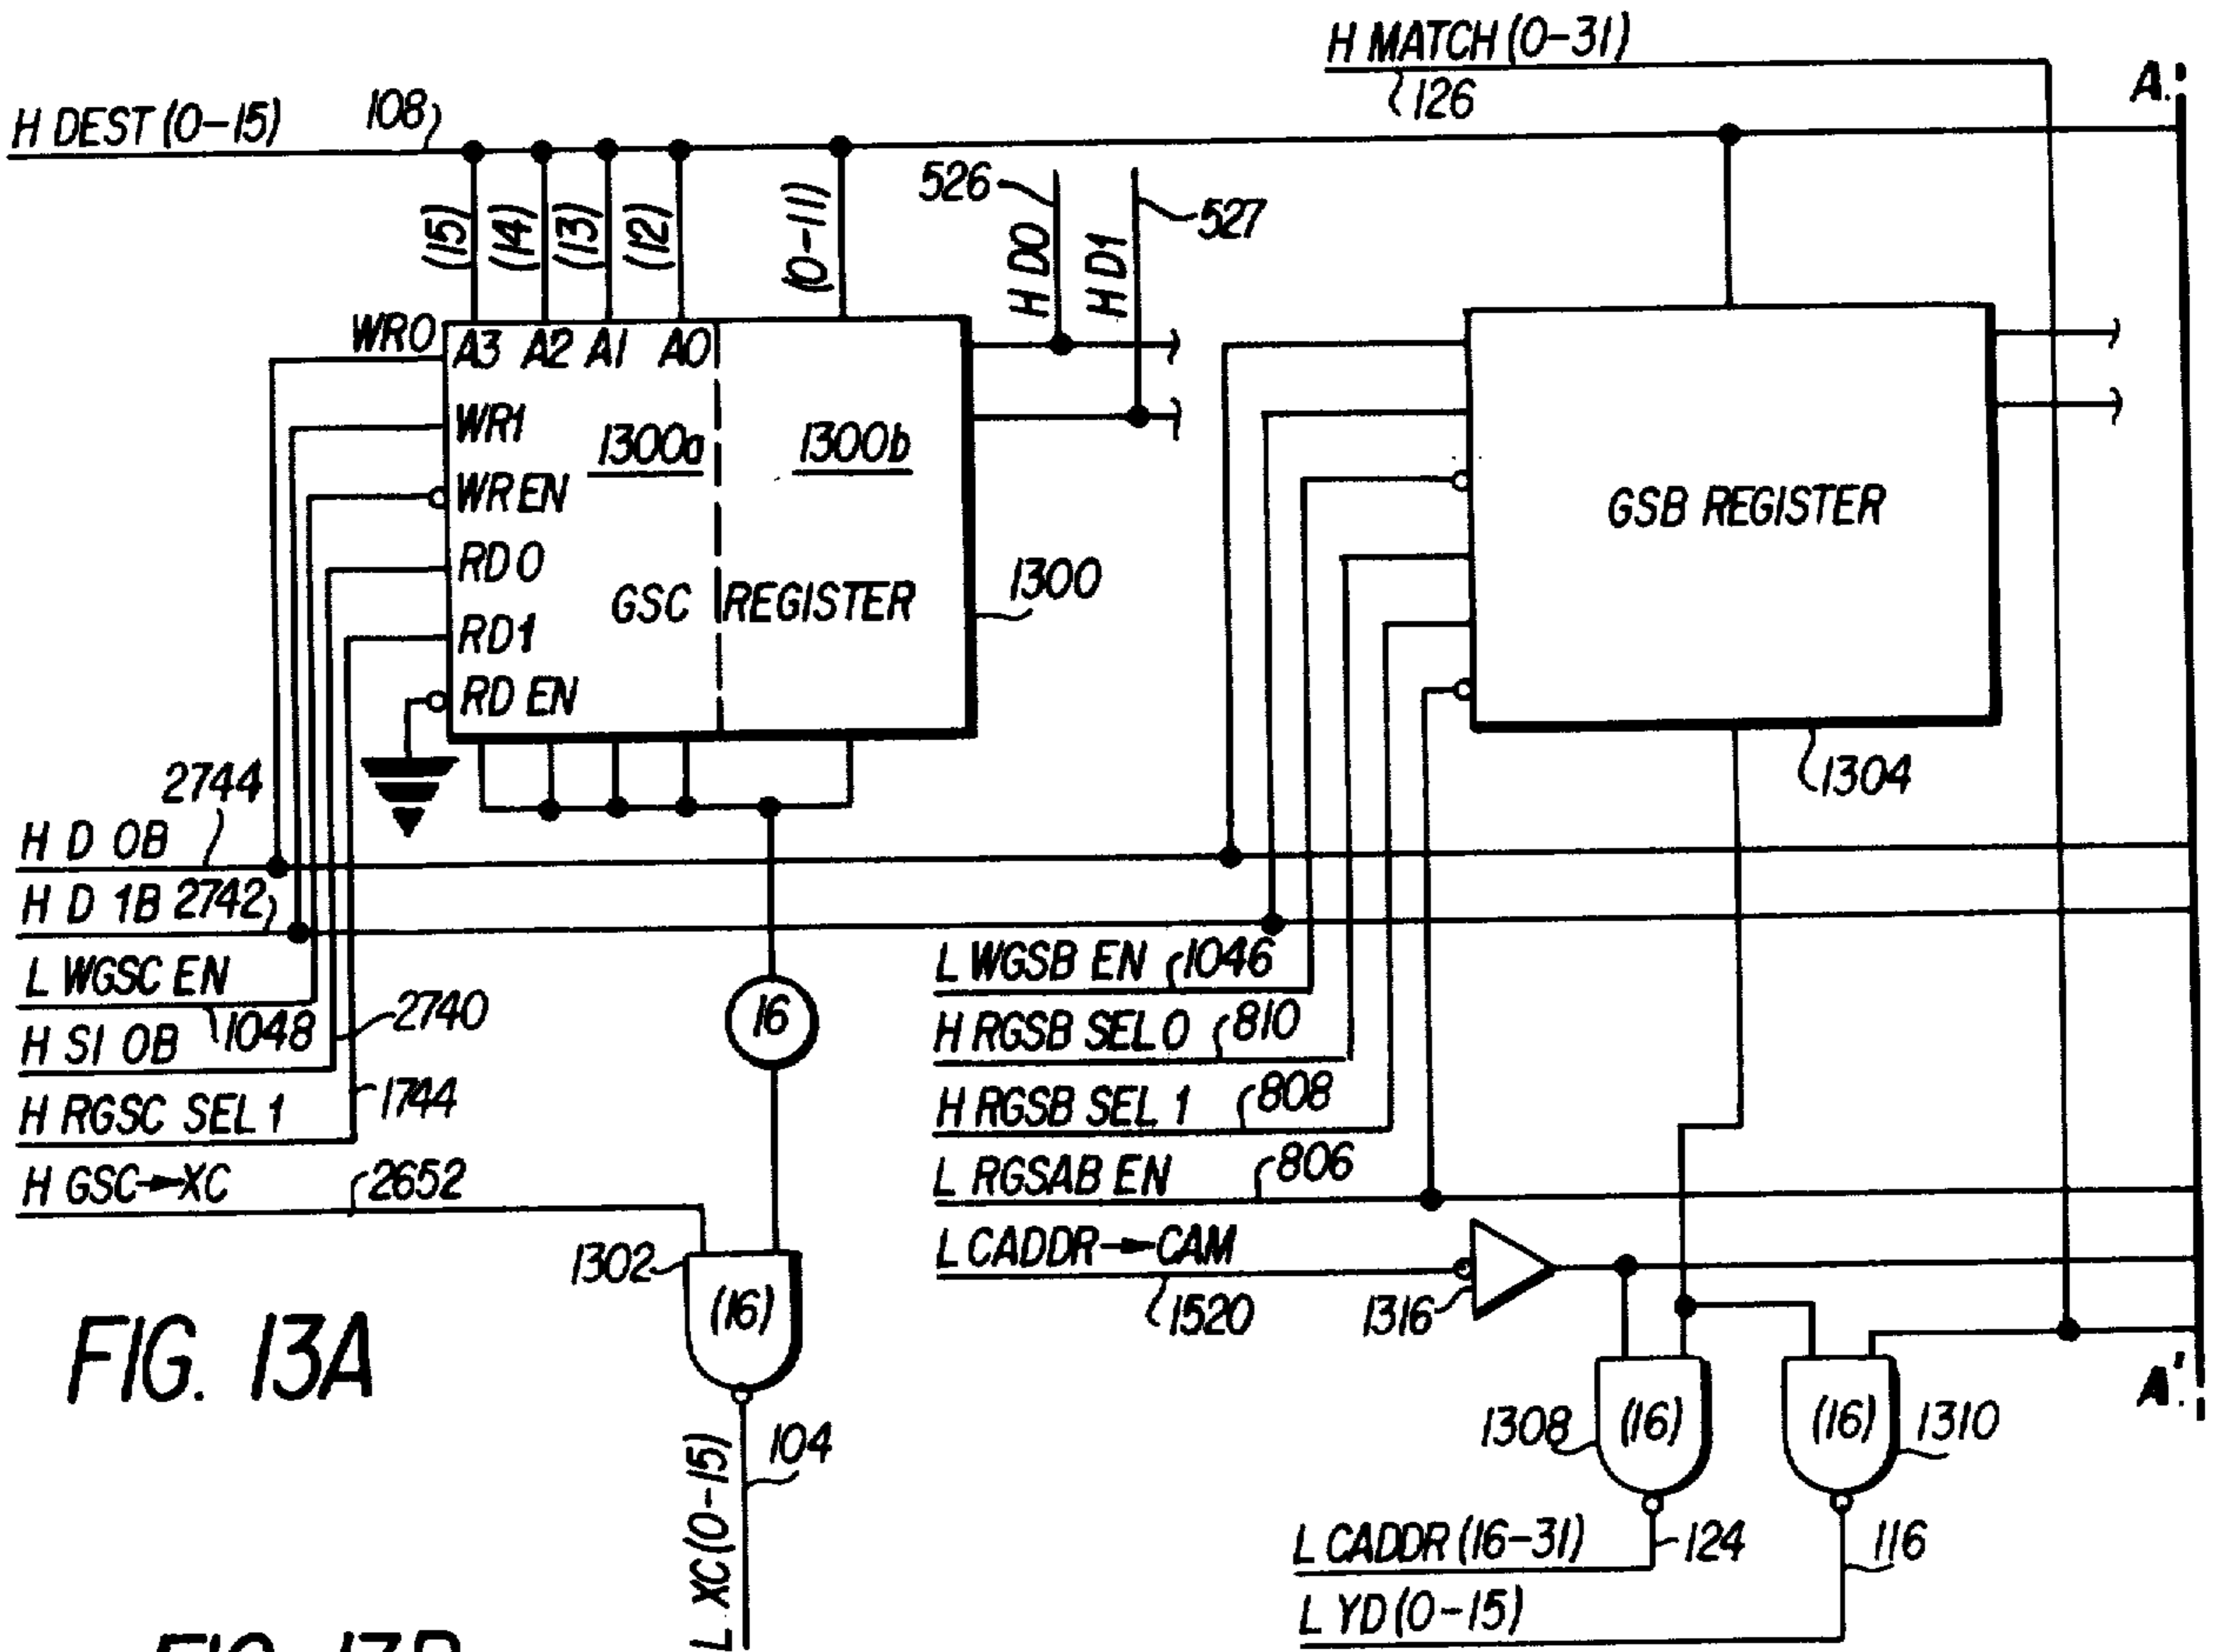 H MATCH (0-31)
126
A
H DEST (0-15)
108
(15)
(14)
(13)
(12)
(0-11)
526
H D0
H D1
527
WR0
A3 A2 A1 A0
WR1
WR EN
RD 0
RD1
RD EN
1300a
1300b
GSC REGISTER
1300
GSB REGISTER
1304
2744
H D 0B
H D 1B 2742
L WGSC EN
1048
2740
H S1 0B
1744
H RGSC SEL 1
H GSC→XC
2652
16
L WGSB EN 1046
H RGSB SEL 0 810
H RGSB SEL 1 808
L RGSAB EN 806
L CADDR→CAM
1520
1316
1302
(16)
(16)
(16)
1308
1310
A'
FIG. 13A
104
L XC (0-15)
L CADDR (16-31)
124
116
L YD (0-15)